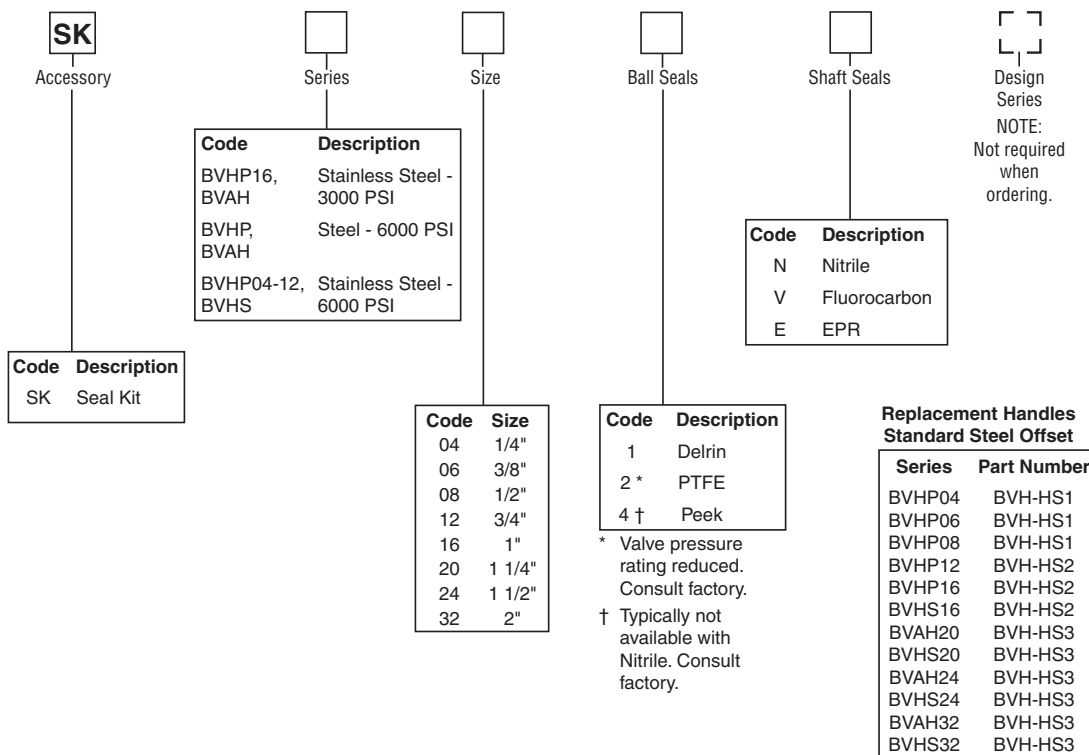 SK
Accessory
Series
Size
Ball Seals
Shaft Seals
Design
Series
NOTE:
Not required
when
ordering.
Code Description
BVHP16, Stainless Steel -
BVAH 3000 PSI
BVHP, Steel - 6000 PSI
BVAH
BVHP04-12, Stainless Steel -
BVHS 6000 PSI
Code Description
N Nitrile
V Fluorocarbon
E EPR
Code Description
SK Seal Kit
Code Size
04 1/4"
06 3/8"
08 1/2"
12 3/4"
16 1"
20 1 1/4"
24 1 1/2"
32 2"
Code Description
1 Delrin
2 * PTFE
4 † Peek
* Valve pressure
rating reduced.
Consult factory.
† Typically not
available with
Nitrile. Consult
factory.
Replacement Handles
Standard Steel Offset
Series Part Number
BVHP04 BVH-HS1
BVHP06 BVH-HS1
BVHP08 BVH-HS1
BVHP12 BVH-HS2
BVHP16 BVH-HS2
BVHS16 BVH-HS2
BVAH20 BVH-HS3
BVHS20 BVH-HS3
BVAH24 BVH-HS3
BVHS24 BVH-HS3
BVAH32 BVH-HS3
BVHS32 BVH-HS3